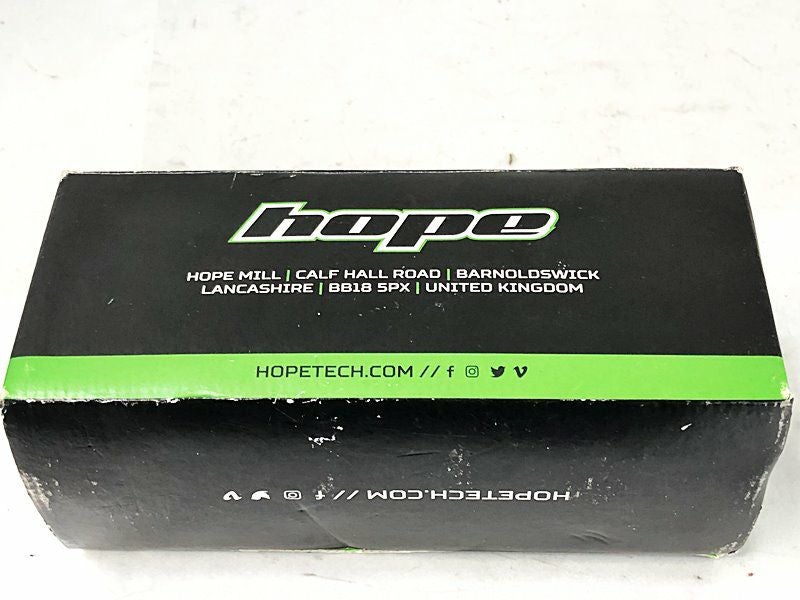 hope
HOPE MILL | CALF HALL ROAD | BARNOLDSWICK
LANCASHIRE | BB18 5PX | UNITED KINGDOM
HOPETECH.COM //
HOPETECH.COM //